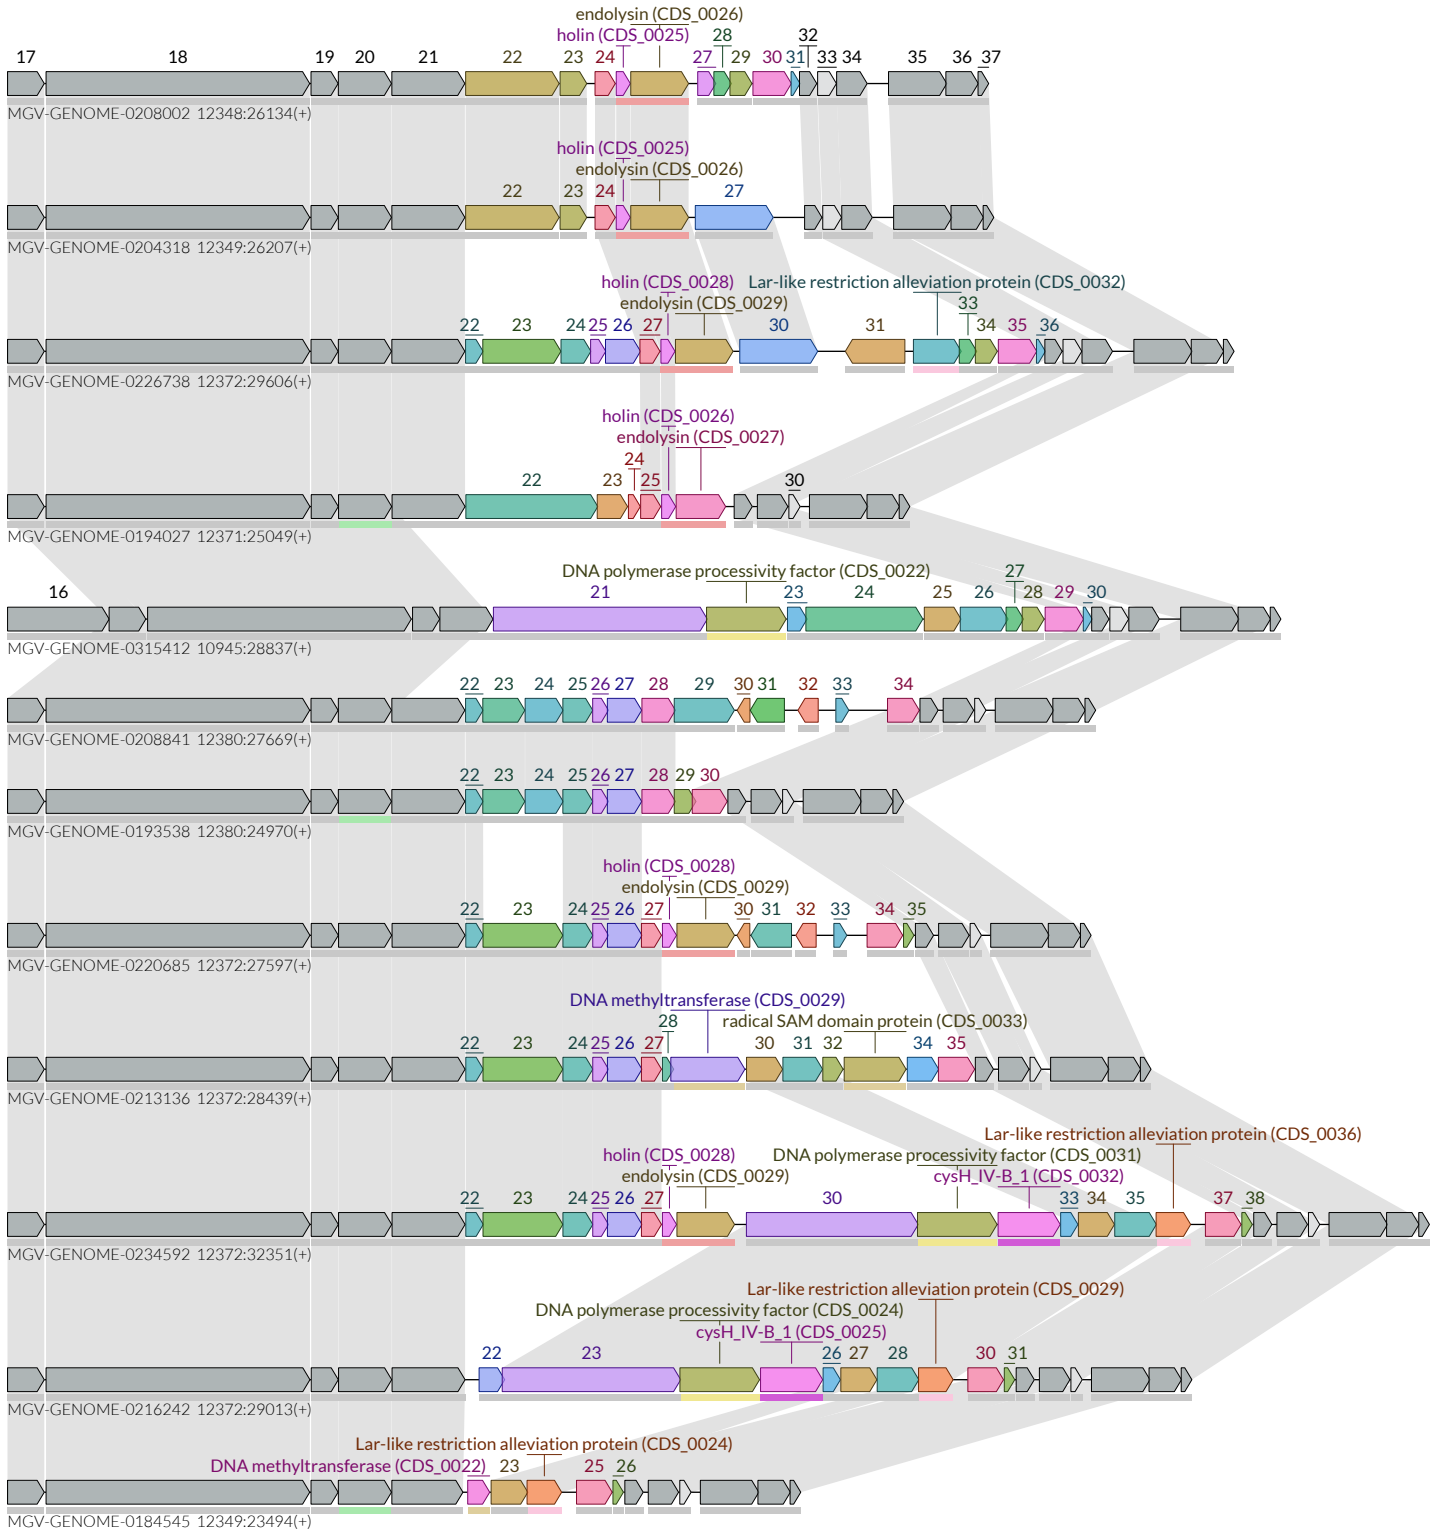 endolysin (CDS_0026)
holin (CDS_0025) 28 32
17 18 19 20 21 22 23 24 27 29 30 31 33 34 35 36 37
MGV-GENOME-0208002 12348:26134(+)
holin (CDS_0025)
endolysin (CDS_0026)
22 23 24 27
MGV-GENOME-0204318 12349:26207(+)
holin (CDS_0028) Lar-like restriction alleviation protein (CDS_0032)
endolysin (CDS_0029) 33
22 23 24 25 26 27 30 31 34 35 36
MGV-GENOME-0226738 12372:29606(+)
holin (CDS_0026)
endolysin (CDS_0027)
24
22 23 25 30
MGV-GENOME-0194027 12371:25049(+)
DNA polymerase processivity factor (CDS_0022) 27
16 21 23 24 25 26 28 29 30
MGV-GENOME-0315412 10945:28837(+)
22 23 24 25 26 27 28 29 30 31 32 33 34
MGV-GENOME-0208841 12380:27669(+)
22 23 24 25 26 27 28 29 30
MGV-GENOME-0193538 12380:24970(+)
holin (CDS_0028)
endolysin (CDS_0029)
22 23 24 25 26 27 30 31 32 33 34 35
MGV-GENOME-0220685 12372:27597(+)
DNA methyltransferase (CDS_0029)
28 radical SAM domain protein (CDS_0033)
22 23 24 25 26 27 30 31 32 34 35
MGV-GENOME-0213136 12372:28439(+)
Lar-like restriction alleviation protein (CDS_0036)
holin (CDS_0028) DNA polymerase processivity factor (CDS_0031)
endolysin (CDS_0029) cysH_IV-B_1 (CDS_0032)
22 23 24 25 26 27 30 33 34 35 37 38
MGV-GENOME-0234592 12372:32351(+)
Lar-like restriction alleviation protein (CDS_0029)
DNA polymerase processivity factor (CDS_0024)
cysH_IV-B_1 (CDS_0025)
22 23 26 27 28 30 31
MGV-GENOME-0216242 12372:29013(+)
Lar-like restriction alleviation protein (CDS_0024)
DNA methyltransferase (CDS_0022) 23 25 26
MGV-GENOME-0184545 12349:23494(+)